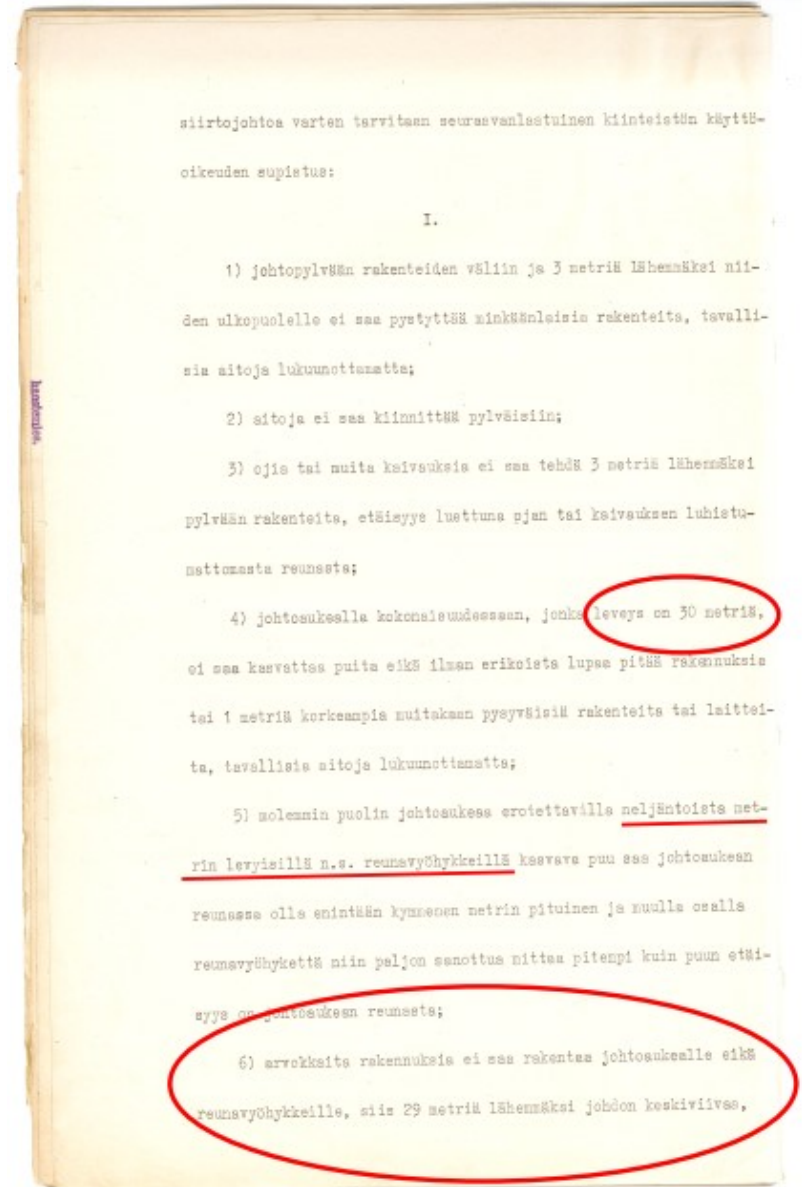 siirtojohtoa varten tarvitaan seuraavanlaatuinen kiinteistön käyttö-
oikeuden supistus:
I.
1) johtopylvään rakenteiden väliin ja 3 metriä lähemmäksi nii-
den ulkopuolelle ei saa pystyttää minkäänlaisia rakenteita, tavalli-
sia aitoja lukuunottamatta;
2) aitoja ei saa kiinnittää pylväisiin;
3) ojia tai muita kaivauksia ei saa tehdä 3 metriä lähemmäksi
pylvään rakenteita, etäisyys luettuna ojan tai kaivauksen luhistu-
mattomasta reunasta;
4) johtoaukealla kokonaisuudessaan, jonka leveys on 30 metriä,
ei saa kasvattaa puita eikä ilman erikoista lupaa pitää rakennuksia
tai 1 metriä korkeampia muitakaan pysyväisiä rakenteita tai laittei-
ta, tavallisia aitoja lukuunottamatta;
5) molemmin puolin johtoaukeaa erotettavilla neljäntoista met-
rin levyisillä n.s. reunavyöhykkeillä kasvava puu saa johtoaukean
reunassa olla enintään kymmenen metrin pituinen ja muulla osalla
reunavyöhykettä niin paljon sanottua mittaa pitempi kuin puun etäi-
syys on johtoaukean reunasta;
6) arvokkaita rakennuksia ei saa rakentaa johtoaukealle eikä
reunavyöhykkeille, siis 29 metriä lähemmäksi johdon keskiviivaa,